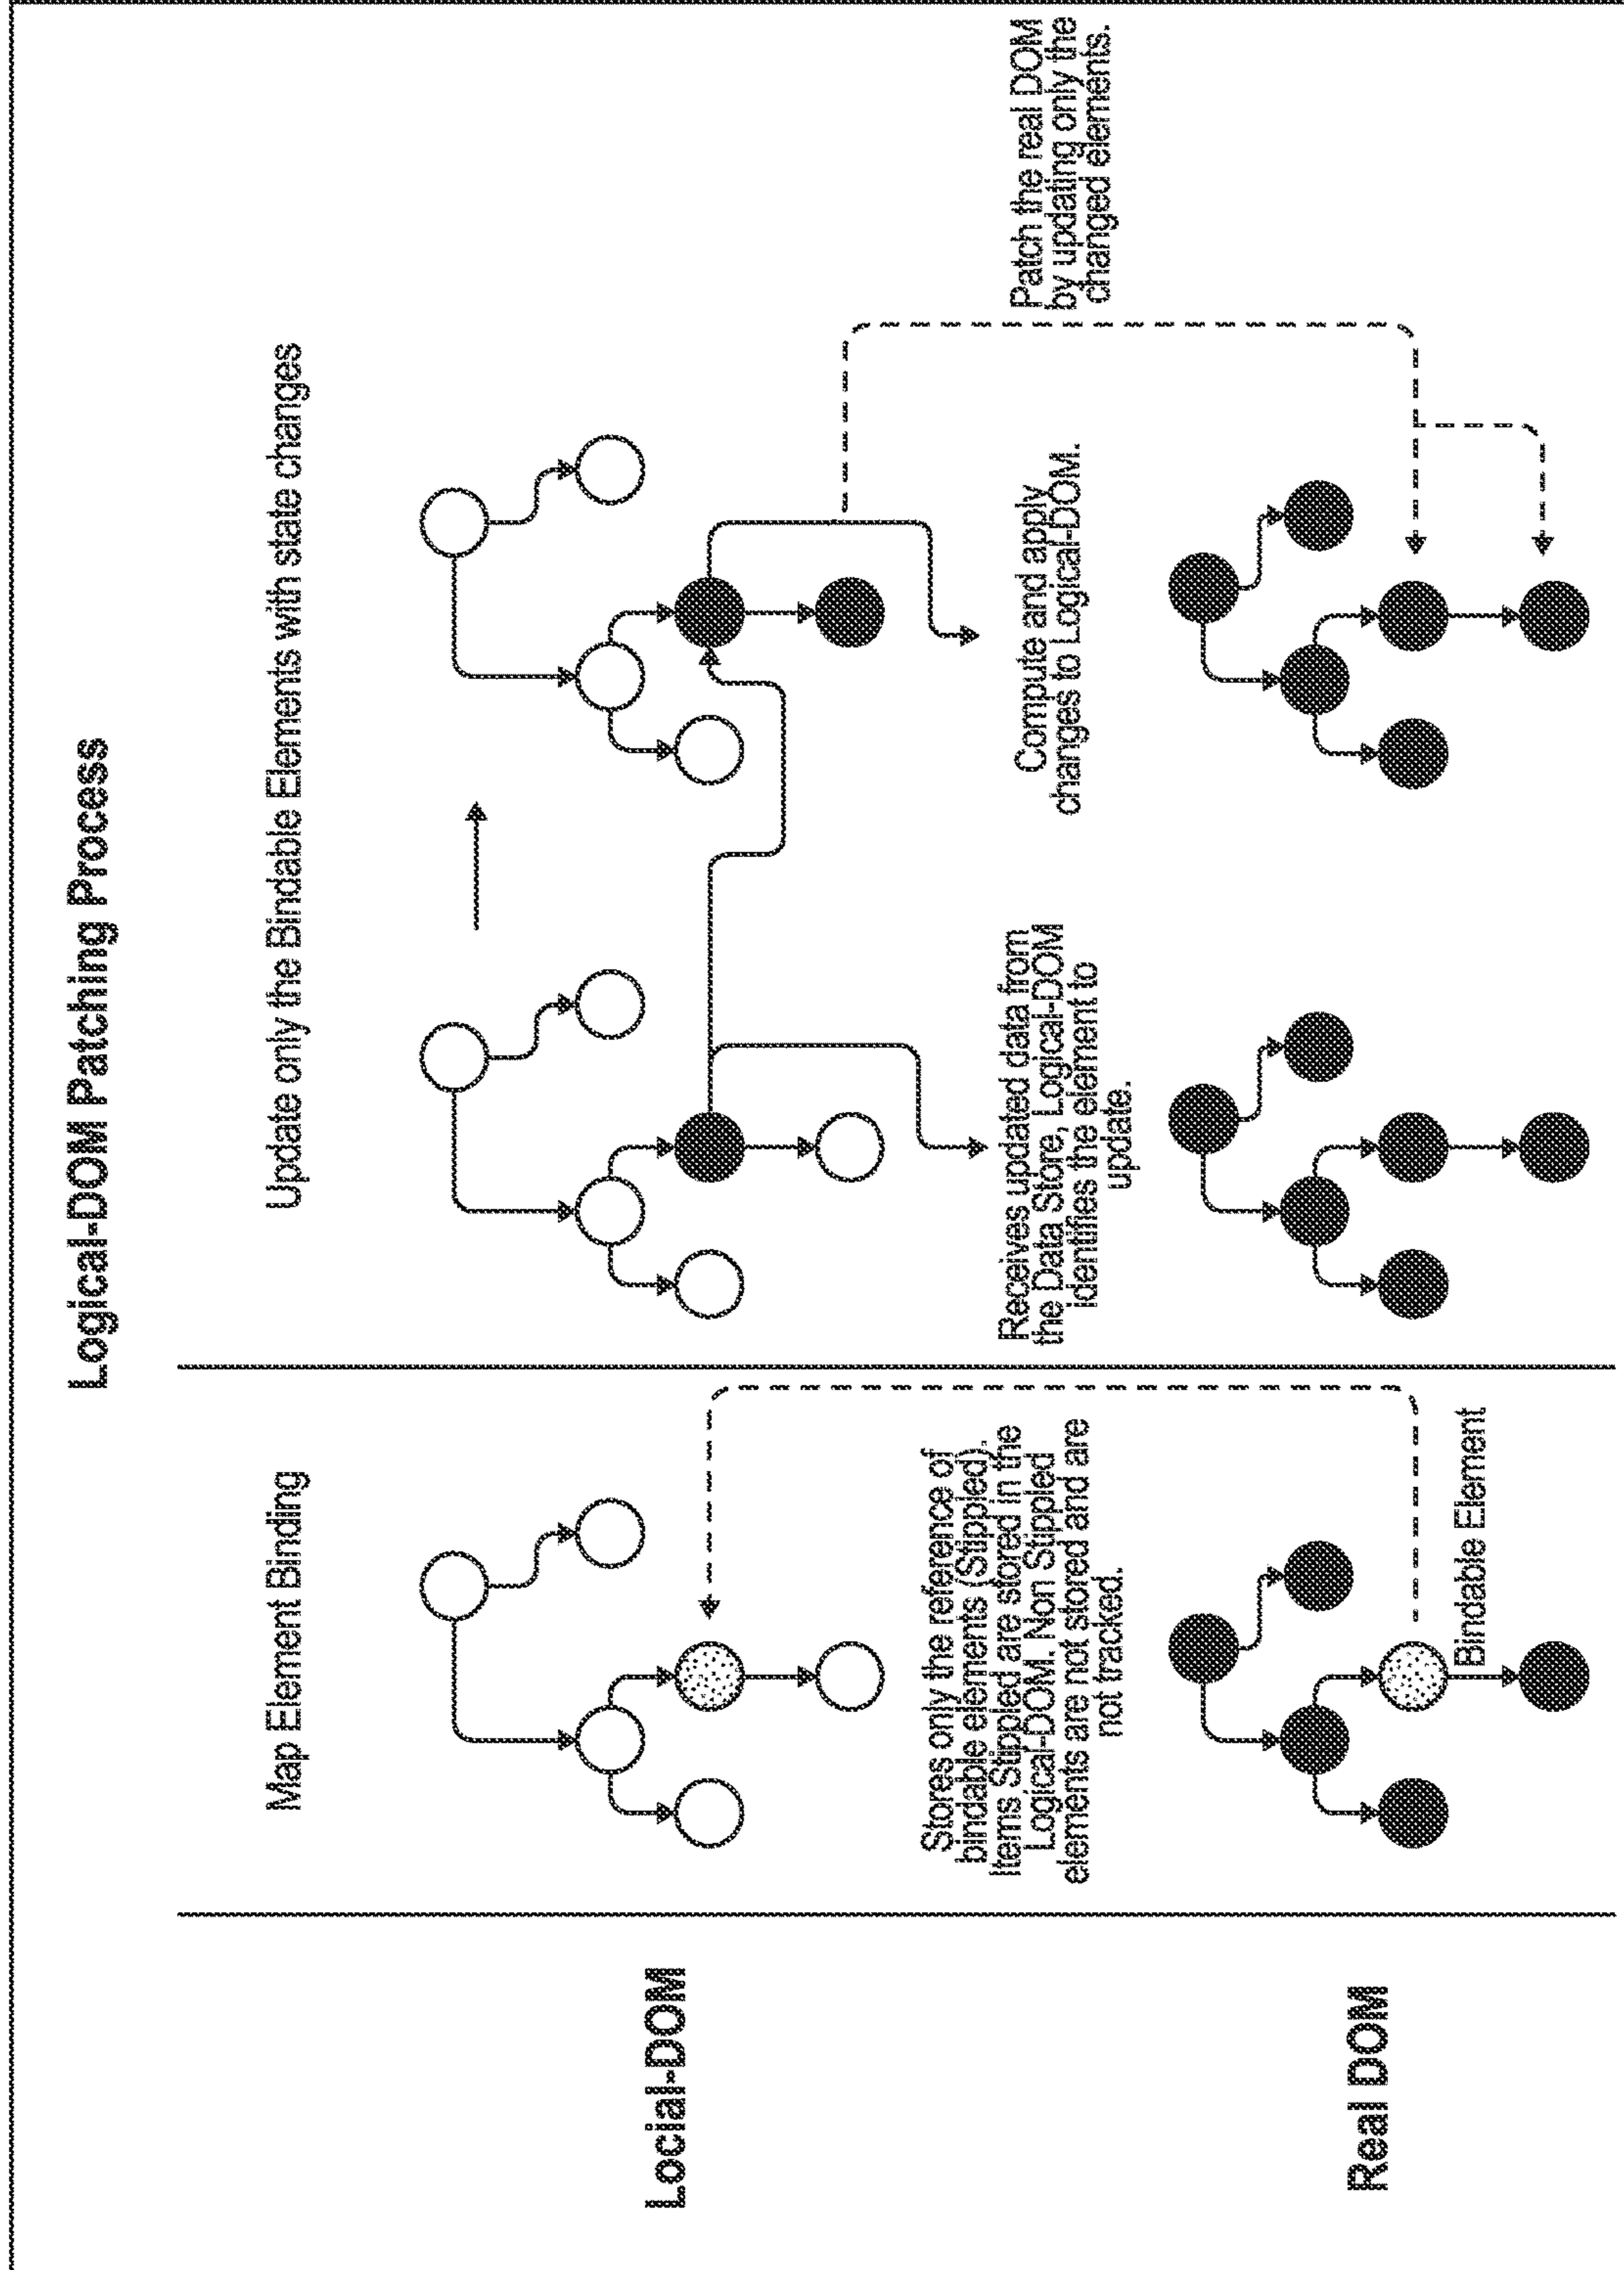 Logical-DOM Patching Process
Map Element Binding
Update only the Bindable Elements with state changes
Locial-DOM
Stores only the reference of
bindable elements (Stippled).
Items Stippled are stored in the
Logical-DOM. Non Stippled
elements are not stored and are
not tracked.
Receives updated data from
the Data Store, Logical-DOM
identifies the element to
update.
Compute and apply
changes to Logical-DOM.
Patch the real DOM
by updating only the
changed elements.
Real DOM
Bindable Element